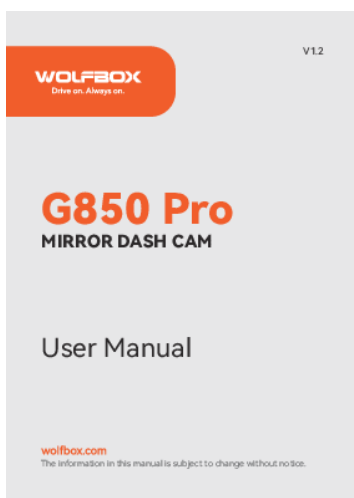 V1.2
WOLFBOX
Drive on. Always on.
G850 Pro
MIRROR DASH CAM
User Manual
wolfbox.com
The information in this manual is subject to change without notice.